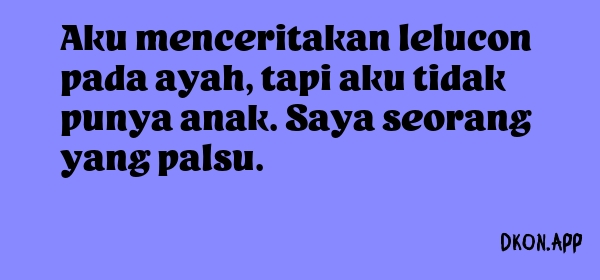 Aku menceritakan lelucon
pada ayah, tapi aku tidak
punya anak. Saya seorang
yang palsu.
DKON.APP